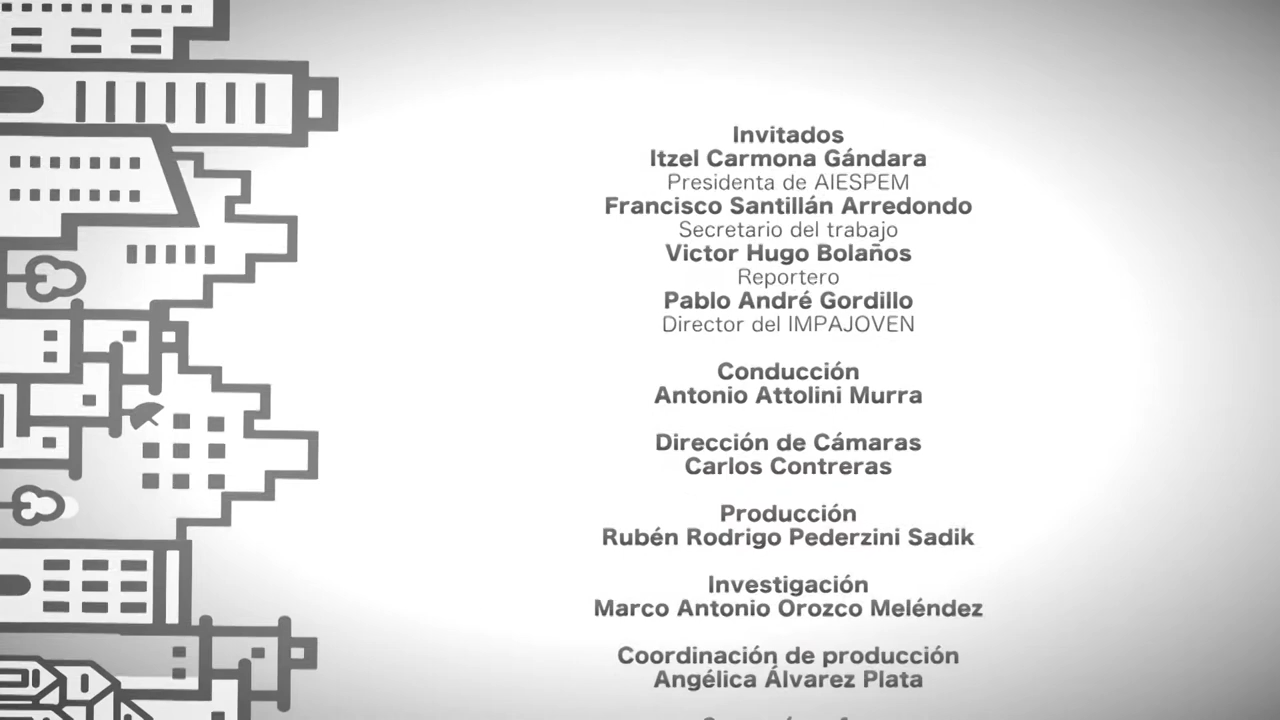 Invitados
Itzel Carmona Gándara
Presidenta de AIESPEM
Francisco Santillán Arredondo
Secretario del trabajo
Victor Hugo Bolaños
Reportero
Pablo André Gordillo
Director del IMPAJOVEN
Conducción
Antonio Attolini Murra
Dirección de Cámaras
Carlos Contreras
Producción
Rubén Rodrigo Pederzini Sadik
Investigación
Marco Antonio Orozco Meléndez
Coordinación de producción
Angélica Álvarez Plata